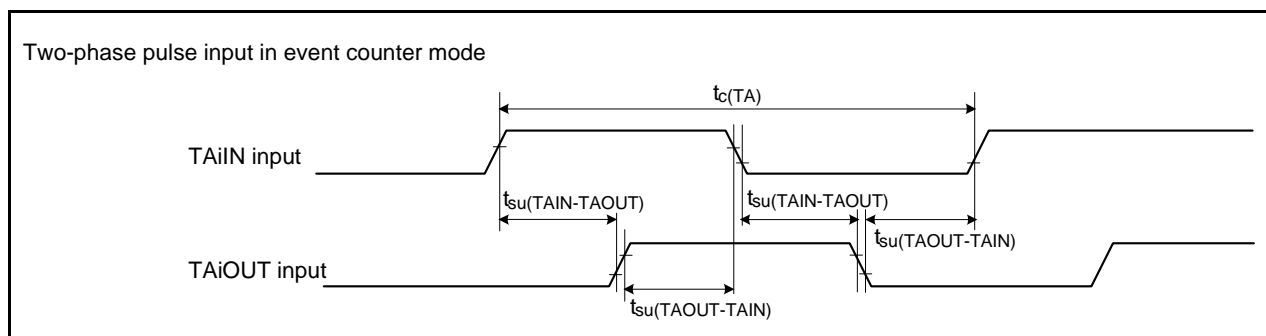 Two-phase pulse input in event counter mode
tc(TA)
TAiIN input
tsu(TAIN-TAOUT)
tsu(TAIN-TAOUT)
tsu(TAOUT-TAIN)
TAiOUT input
tsu(TAOUT-TAIN)